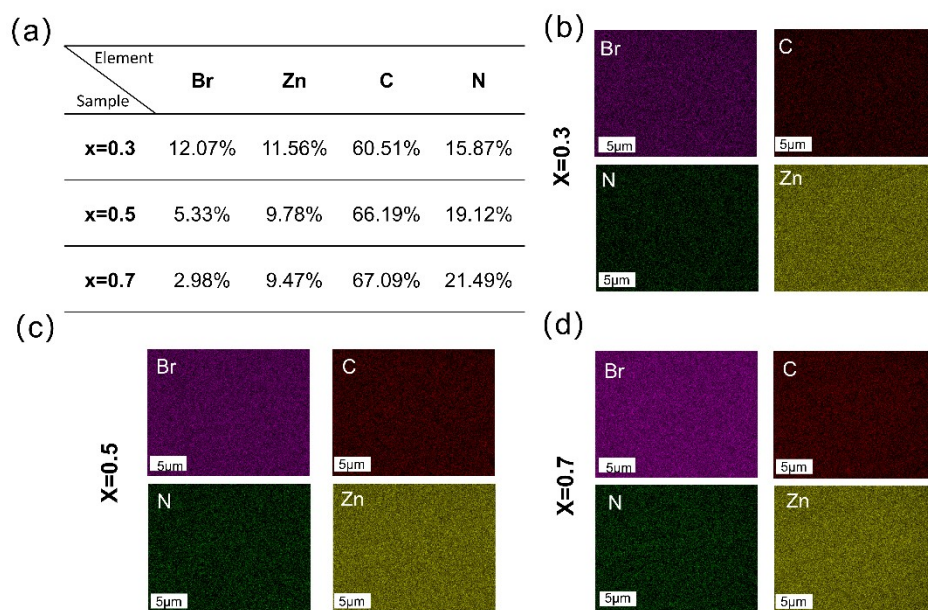 (a)
Element
Sample
Br Zn C N
x=0.3 12.07% 11.56% 60.51% 15.87%
x=0.5 5.33% 9.78% 66.19% 19.12%
x=0.7 2.98% 9.47% 67.09% 21.49%
(b)
X=0.3
Br
5μm
C
5μm
N
5μm
Zn
5μm
(c)
X=0.5
Br
5μm
C
5μm
N
5μm
Zn
5μm
(d)
X=0.7
Br
5μm
C
5μm
N
5μm
Zn
5μm